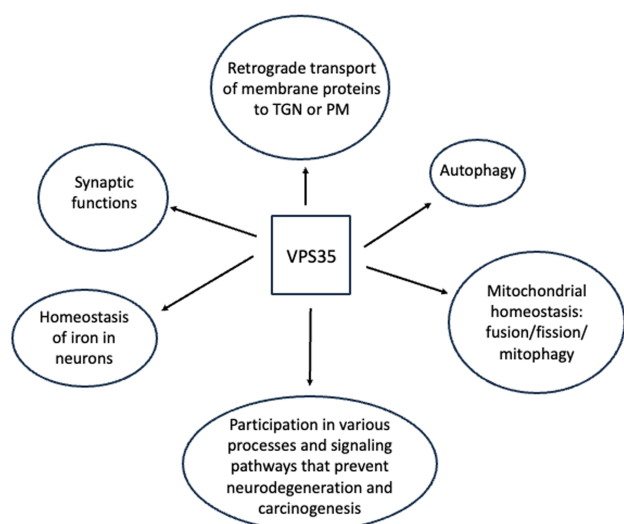 Retrograde transport
of membrane proteins
to TGN or PM
Autophagy
Synaptic
functions
VPS35
Mitochondrial
homeostasis:
fusion/fission/
mitophagy
Homeostasis
of iron in
neurons
Participation in various
processes and signaling
pathways that prevent
neurodegeneration and
carcinogenesis